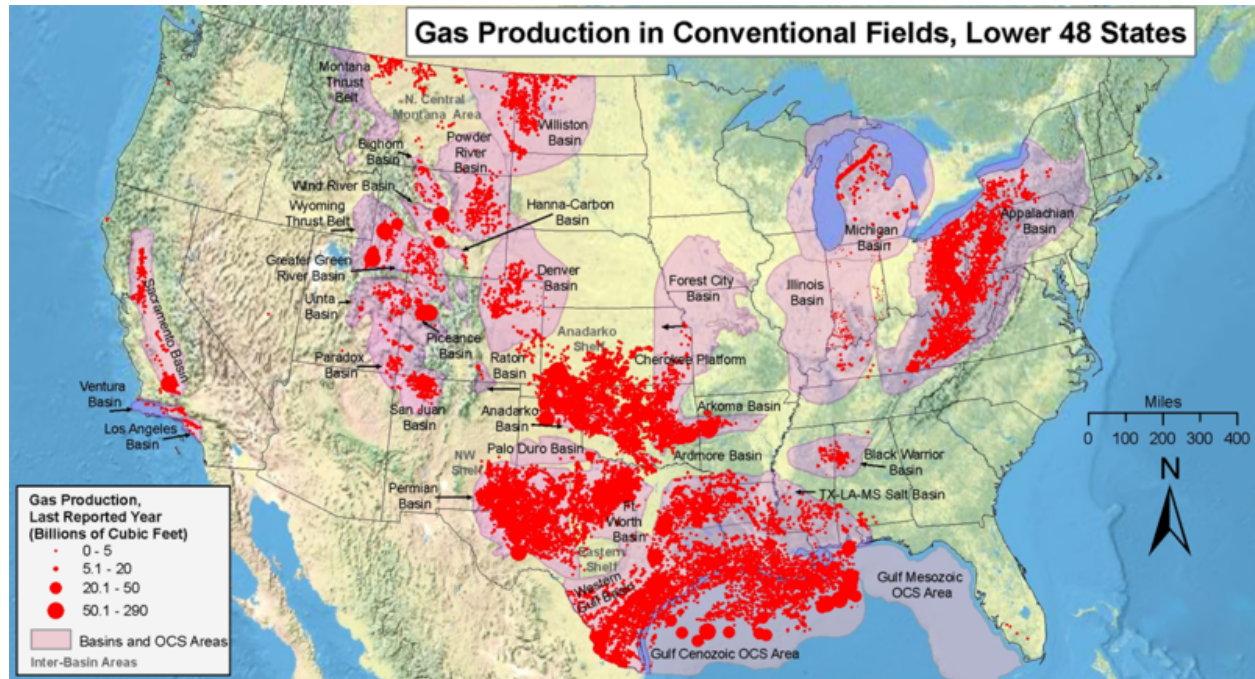 Gas Production in Conventional Fields, Lower 48 States
Montana
Thrust
Belt
N. Central
Montana Area
Williston
Basin
Powder
River
Basin
Bighorn
Basin
Wind River Basin
Wyoming
Thrust Belt
Hanna-Carbon
Basin
Greater Green
River Basin
Uinta
Basin
Denver
Basin
Forest City
Basin
Illinois
Basin
Michigan
Basin
Appalachian
Basin
Sacramento Basin
Piceance
Basin
Anadarko
Shelf
Paradox
Basin
Raton
Basin
Cherokee Platform
Ventura
Basin
Los Angeles
Basin
San Juan
Basin
Anadarko
Basin
Arkoma Basin
Palo Duro Basin
Ardmore Basin
Black Warrior
Basin
NW
Shelf
Permian
Basin
TX-LA-MS Salt Basin
Ft.
Worth
Basin
Eastern
Shelf
Western
Gulf Basin
Gulf Mesozoic
OCS Area
Gulf Cenozoic OCS Area
Miles
0 100 200 300 400
N
Gas Production,
Last Reported Year
(Billions of Cubic Feet)
0 - 5
5.1 - 20
20.1 - 50
50.1 - 290
Basins and OCS Areas
Inter-Basin Areas